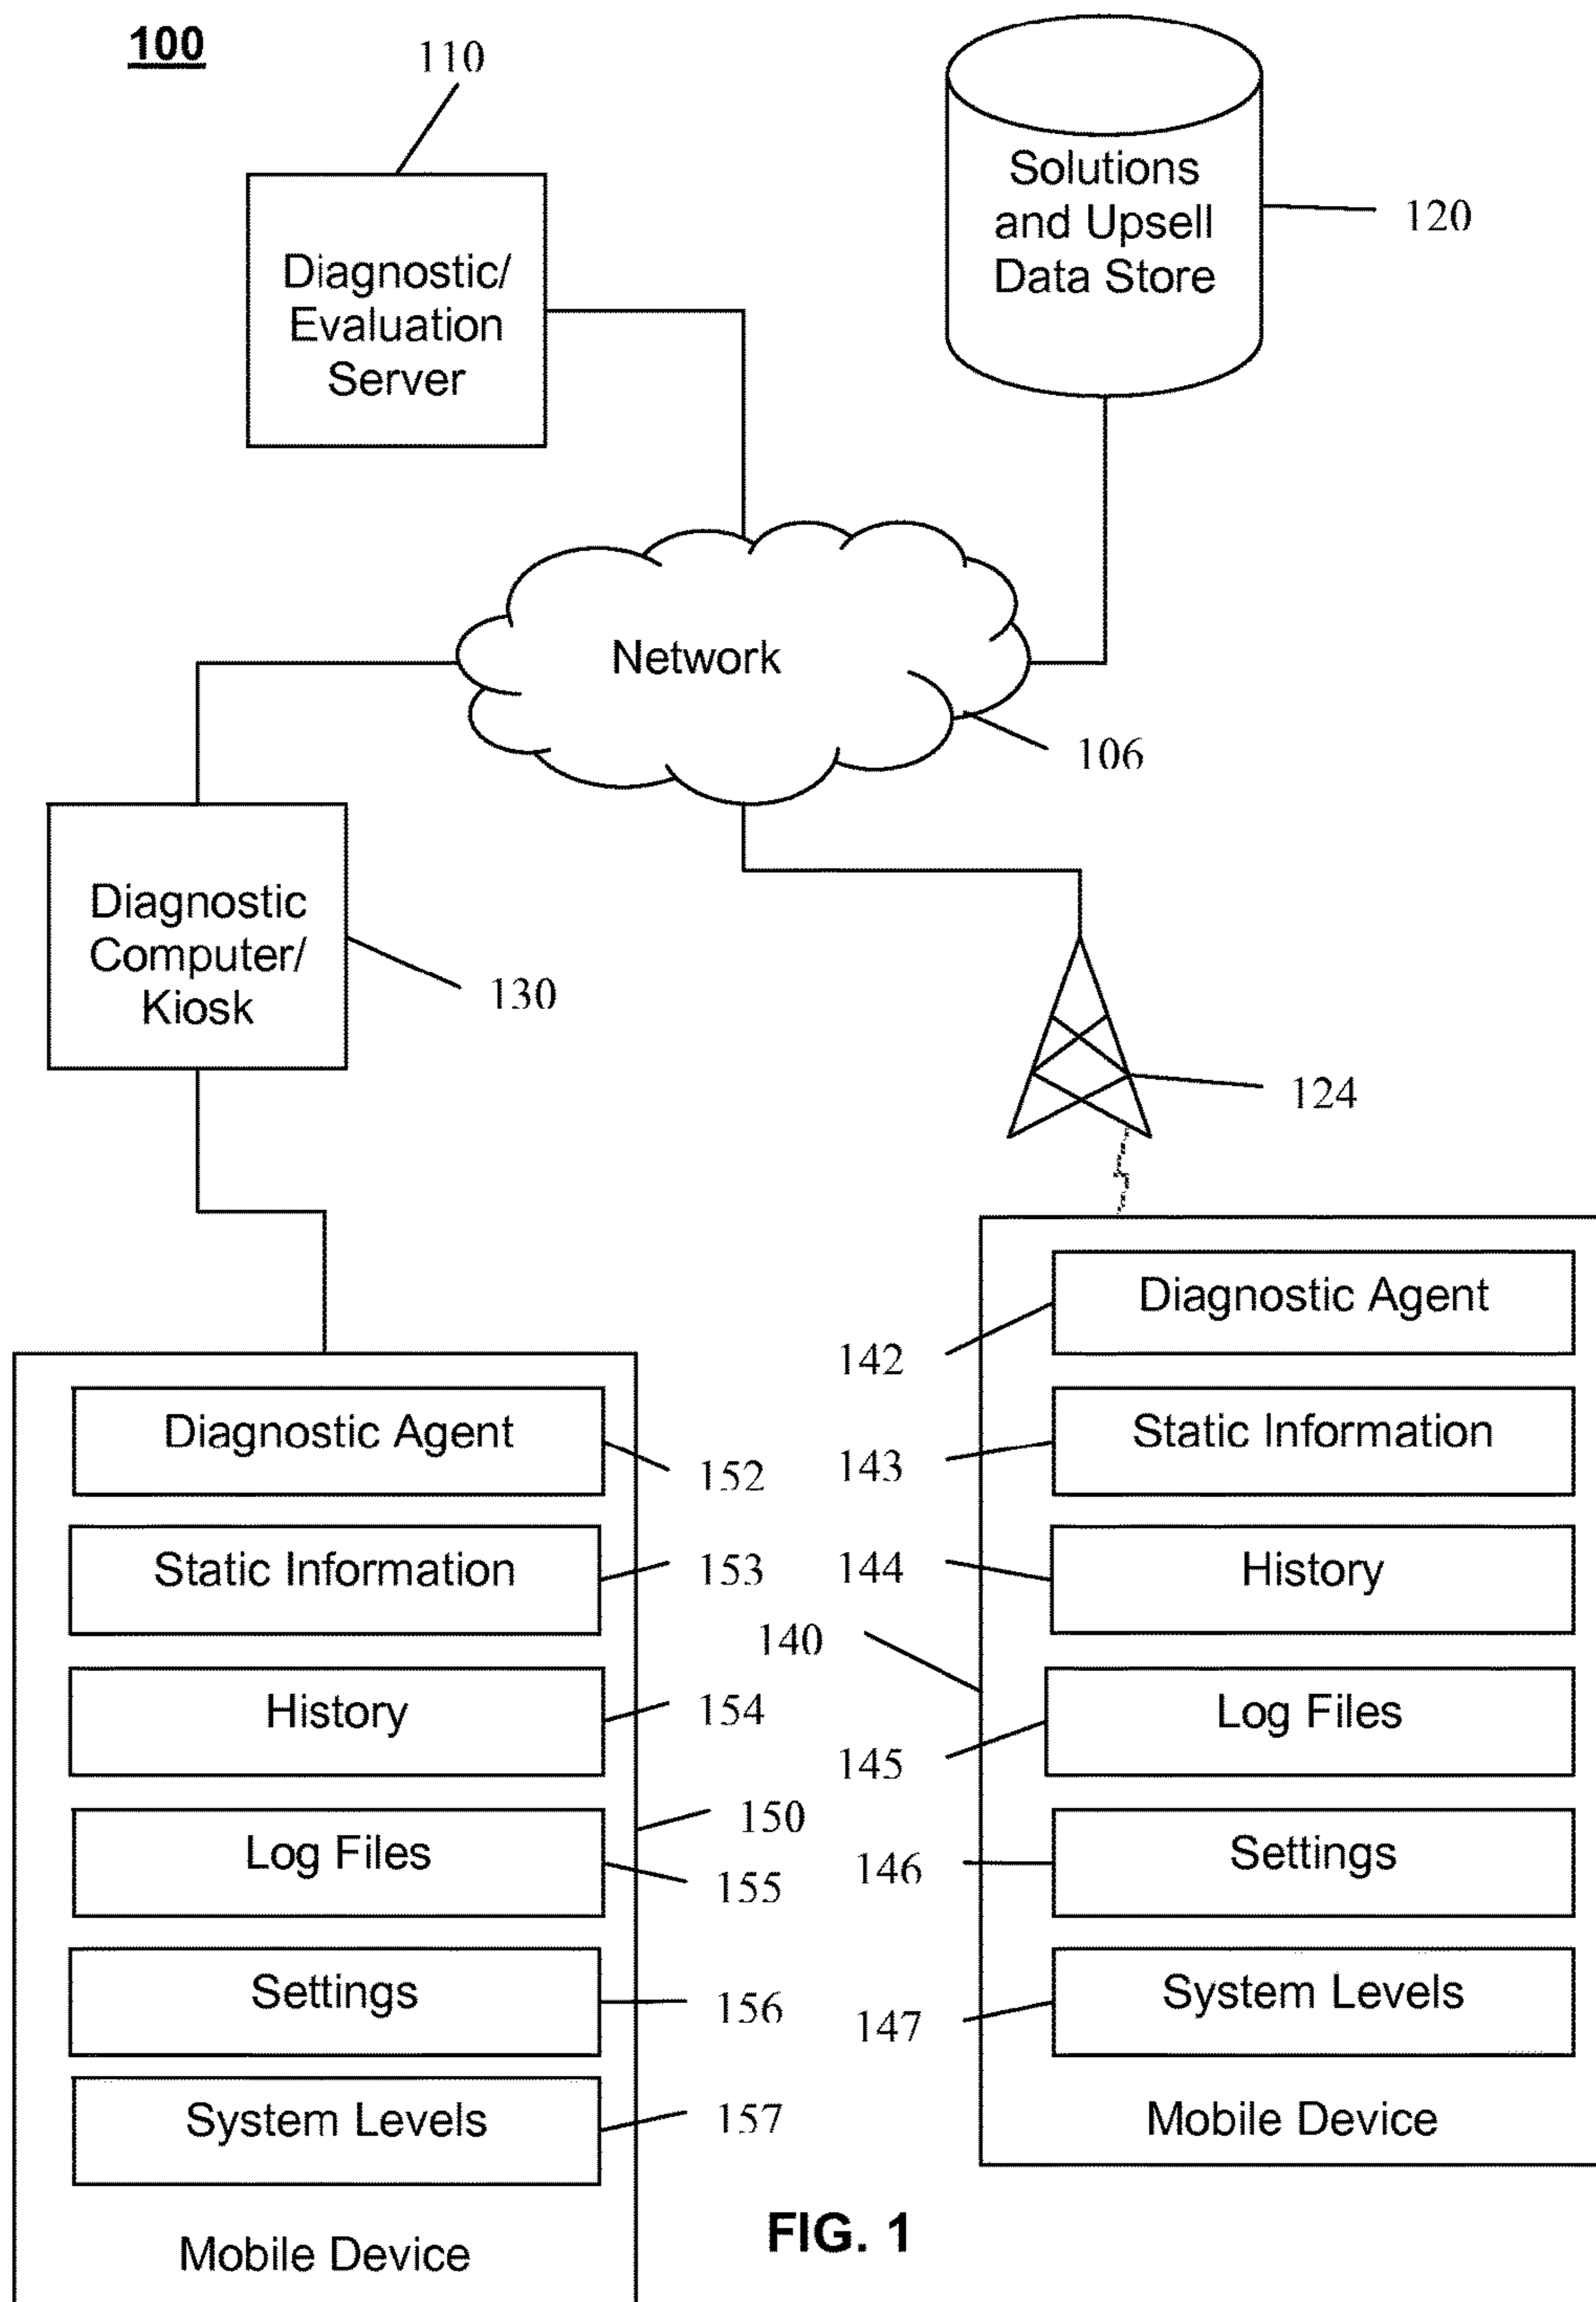 100
110
Solutions
and Upsell
Data Store
120
Diagnostic/
Evaluation
Server
Network
106
Diagnostic
Computer/
Kiosk
130
124
Diagnostic Agent
142
Static Information
143
History
144
140
Log Files
145
Settings
146
System Levels
147
Mobile Device
Diagnostic Agent
152
Static Information
153
History
154
150
Log Files
155
Settings
156
System Levels
157
Mobile Device
FIG. 1